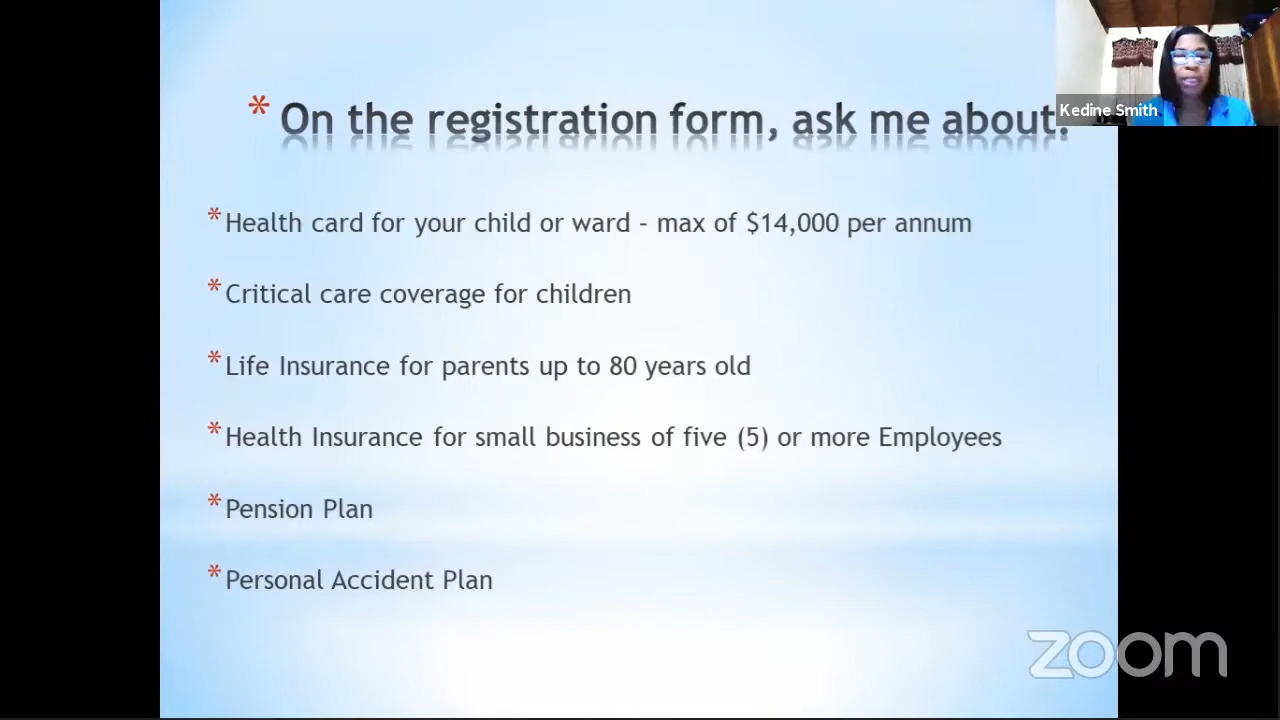 * On the registration form, ask me about:
Kedine Smith
* Health card for your child or ward - max of $14,000 per annum
* Critical care coverage for children
* Life Insurance for parents up to 80 years old
* Health Insurance for small business of five (5) or more Employees
* Pension Plan
* Personal Accident Plan
zoom